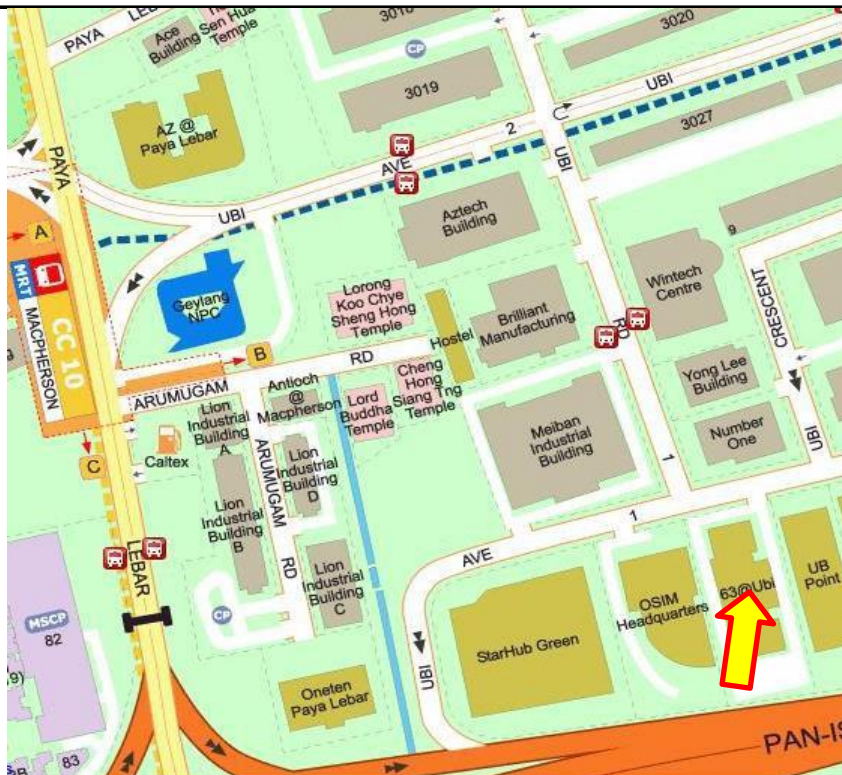 PAYA
LE
Ace
Building
Sen Hua
Temple
3016
CP
3020
3019
UBI
AZ @
Paya Lebar
2
3027
PAYA
AVE
UBI
UBI
Aztech
Building
A
9
MRT
MACPHERSON
CC 10
Geylang
NPC
Lorong
Koo Chye
Sheng Hong
Temple
Wintech
Centre
CRESCENT
Hostel
Brilliant
Manufacturing
RD
B
RD
ARUMUGAM
Antioch
@
Macpherson
Cheng
Hong
Siang Tng
Temple
Lord
Buddha
Temple
Yong Lee
Building
Lion
Industrial
Building
A
Caltex
C
ARUMUGAM
Lion
Industrial
Building
D
Meiban
Industrial
Building
Number
One
UBI
1
Lion
Industrial
Building
B
RD
1
AVE
LEBAR
Lion
Industrial
Building
C
CP
MSCP
82
UBI
StarHub Green
OSIM
Headquarters
63@Ubi
UB
Point
Oneten
Paya Lebar
9)
83
PAN-IS